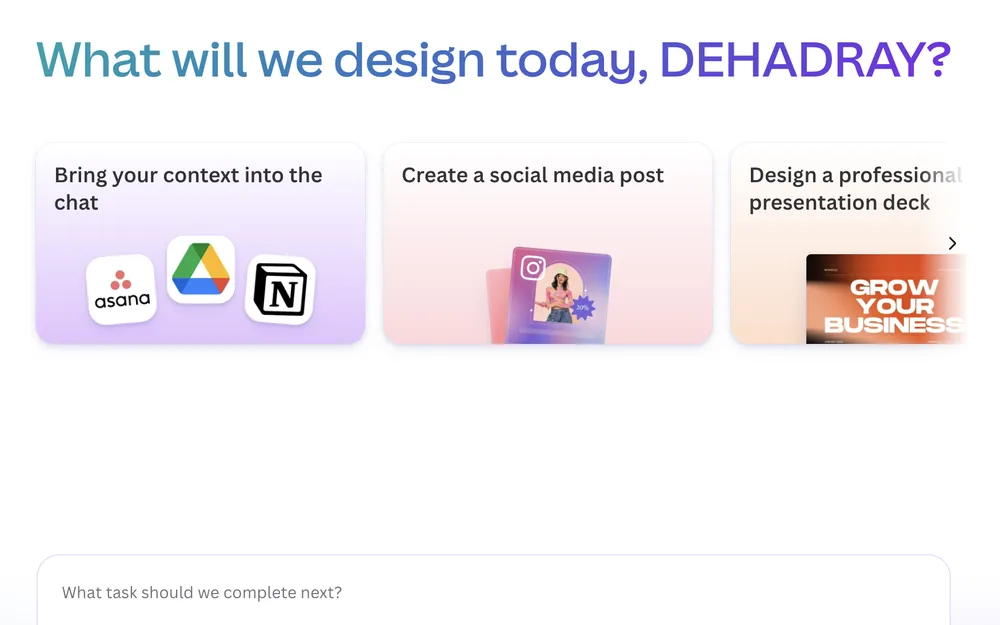 What will we design today, DEHADRAY?
Bring your context into the
chat
asana
N
Create a social media post
20%
Design a professional
presentation deck
GROW
YOUR
BUSINESS
What task should we complete next?